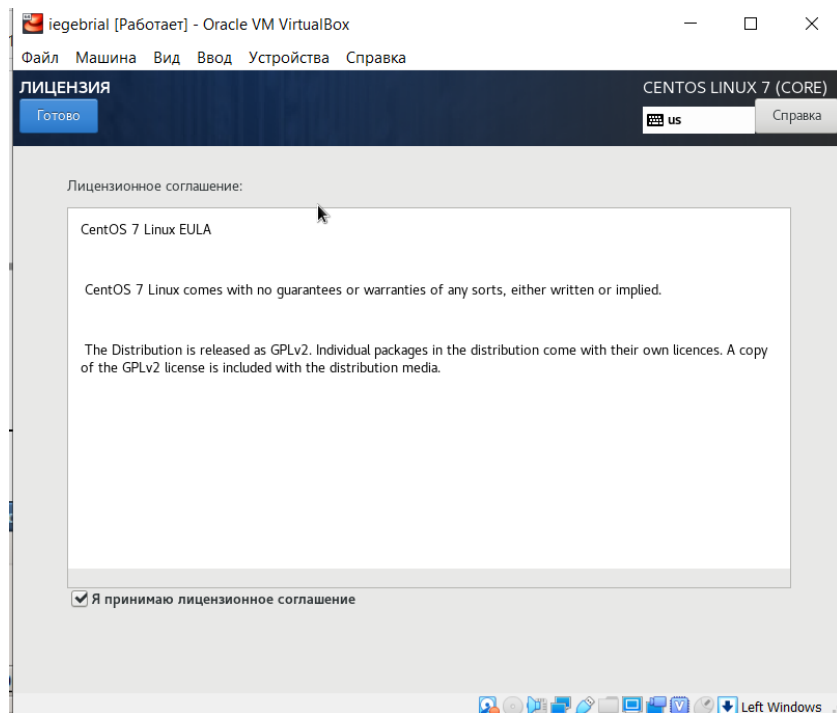 iegebrial [Работает] - Oracle VM VirtualBox
Файл Машина Вид Ввод Устройства Справка
ЛИЦЕНЗИЯ
CENTOS LINUX 7 (CORE)
Готово
us
Справка
Лицензионное соглашение:
CentOS 7 Linux EULA
CentOS 7 Linux comes with no guarantees or warranties of any sorts, either written or implied.
The Distribution is released as GPLv2. Individual packages in the distribution come with their own licences. A copy
of the GPLv2 license is included with the distribution media.
Я принимаю лицензионное соглашение
Left Windows